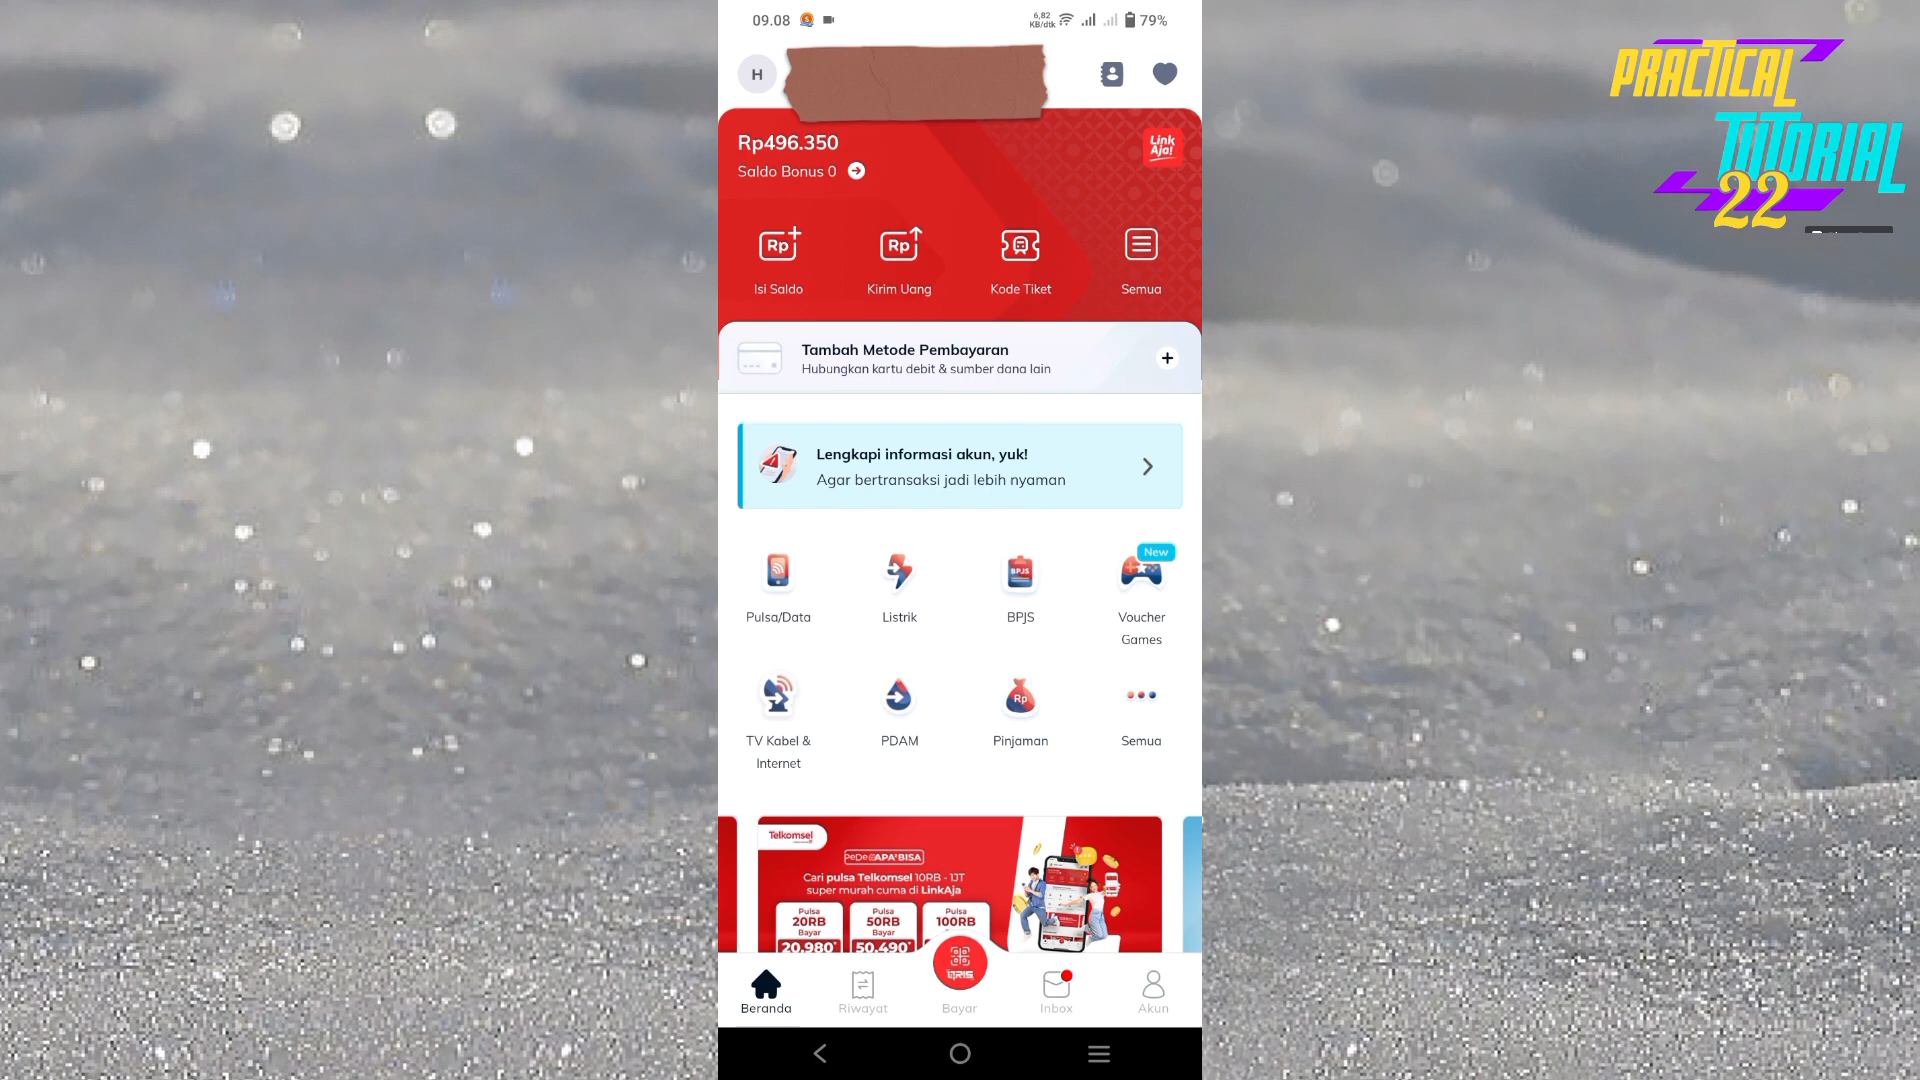 09.08
6,82
KB/dtk
79%
H
PRACTICAL
TUTORIAL
22
Rp496.350
Saldo Bonus 0
Link
Aja!
Rp
Rp
Isi Saldo
Kirim Uang
Kode Tiket
Semua
Tambah Metode Pembayaran
Hubungkan kartu debit & sumber dana lain
Lengkapi informasi akun, yuk!
Agar bertransaksi jadi lebih nyaman
New
BPJS
Pulsa/Data
Listrik
BPJS
Voucher
Games
Rp
TV Kabel &
Internet
PDAM
Pinjaman
Semua
Telkomsel
PeDe @APA'BISA
Cari pulsa Telkomsel 10RB - 1JT
super murah cuma di LinkAja
Pulsa
20RB
Bayar
20.980*
Pulsa
50RB
Bayar
50.490*
Pulsa
100RB
QRIS
Beranda
Riwayat
Bayar
Inbox
Akun